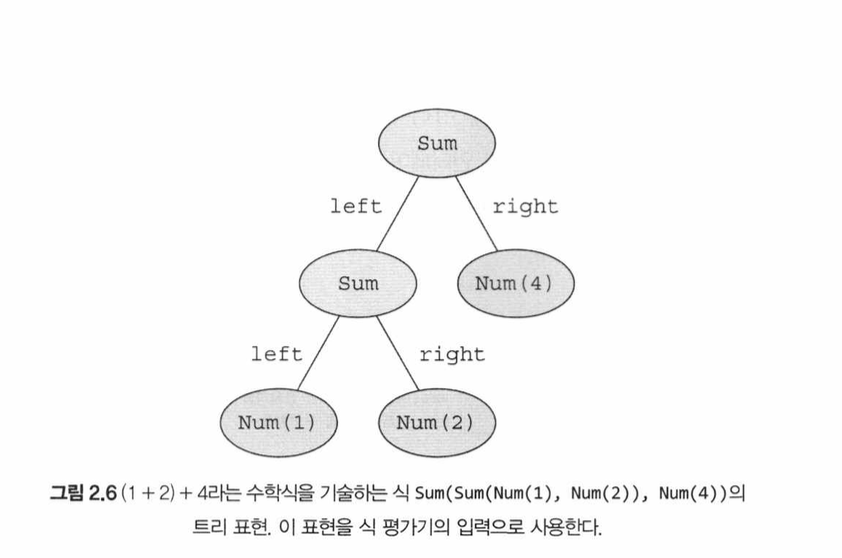 Sum
left
right
Sum
Num(4)
left
right
Num(1)
Num(2)
그림 2.6 (1 + 2) + 4라는 수학식을 기술하는 식 Sum(Sum(Num(1), Num(2)), Num(4))의
트리 표현. 이 표현을 식 평가기의 입력으로 사용한다.